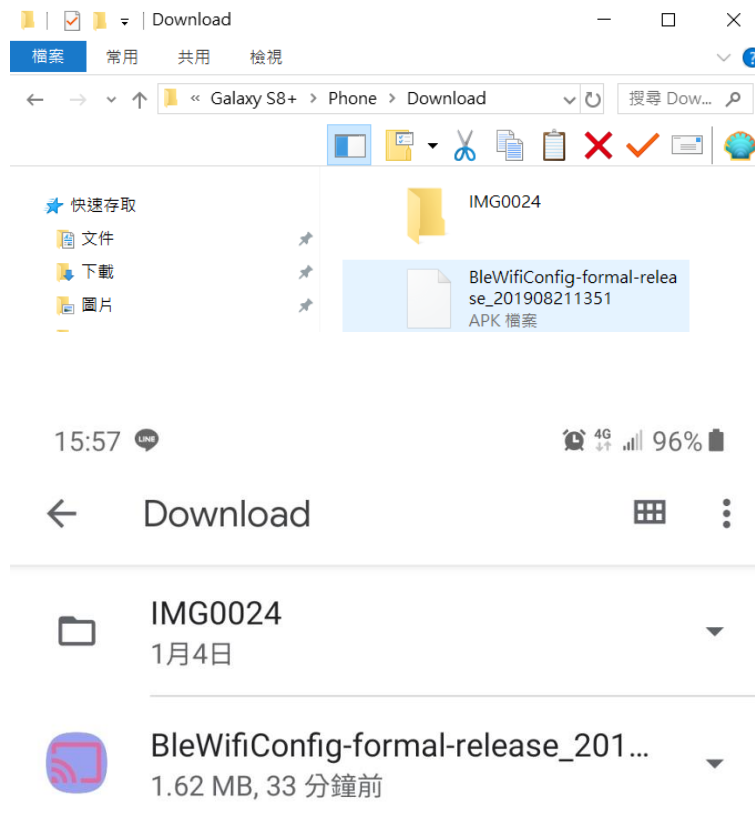 Download
檔案 常用 共用 檢視
« Galaxy S8+ > Phone > Download
搜尋 Dow...
快速存取
文件
下載
圖片
IMG0024
BleWifiConfig-formal-relea
se_201908211351
APK 檔案
15:57 LINE 4G 96%
Download
IMG0024
1月4日
BleWifiConfig-formal-release_201...
1.62 MB, 33 分鐘前